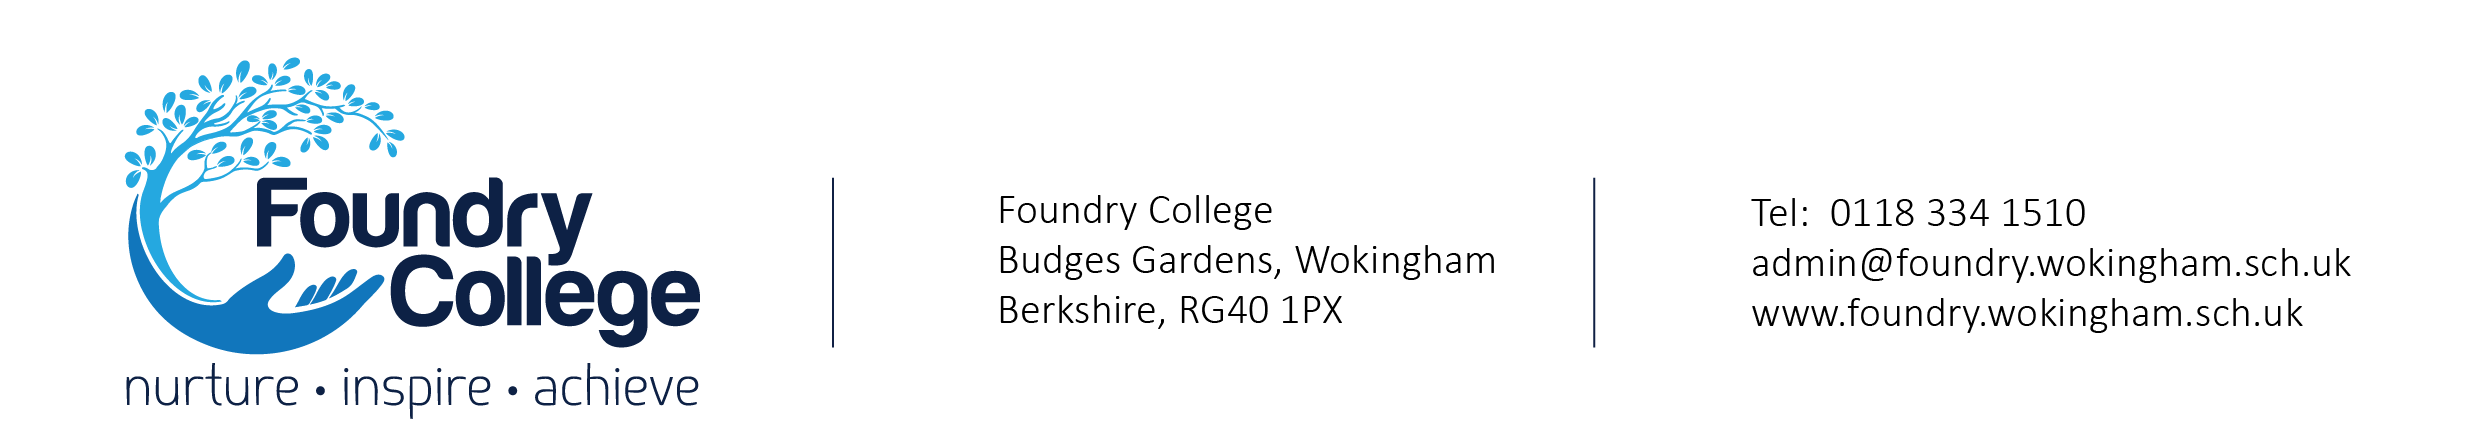 Foundry
College
nurture · inspire · achieve
Foundry College
Budges Gardens, Wokingham
Berkshire, RG40 1PX
Tel:  0118 334 1510
admin@foundry.wokingham.sch.uk
www.foundry.wokingham.sch.uk